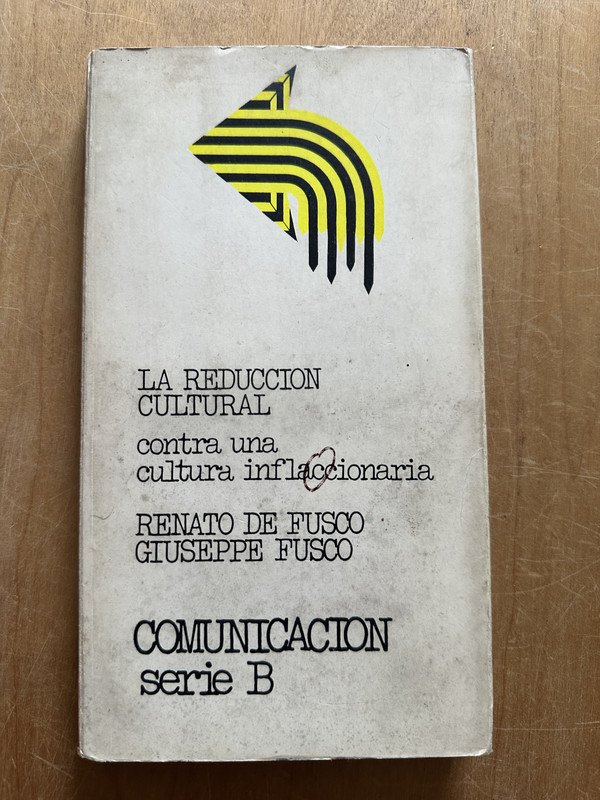 LA REDUCCION
CULTURAL
contra una
cultura inflaccionaria
RENATO DE FUSCO
GIUSEPPE FUSCO
COMUNICACION
serie B